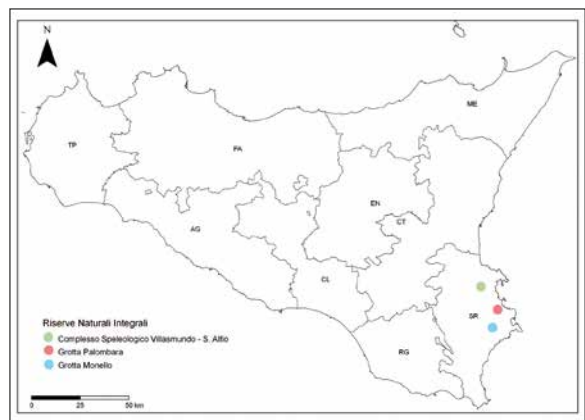 N
ME
TP
PA
EN
CT
AG
CL
SR
RG
Riserve Naturali Integrali
Complesso Speleologico Villasmundo - S. Alfio
Grotta Palombara
Grotta Monello
0 25 50 km